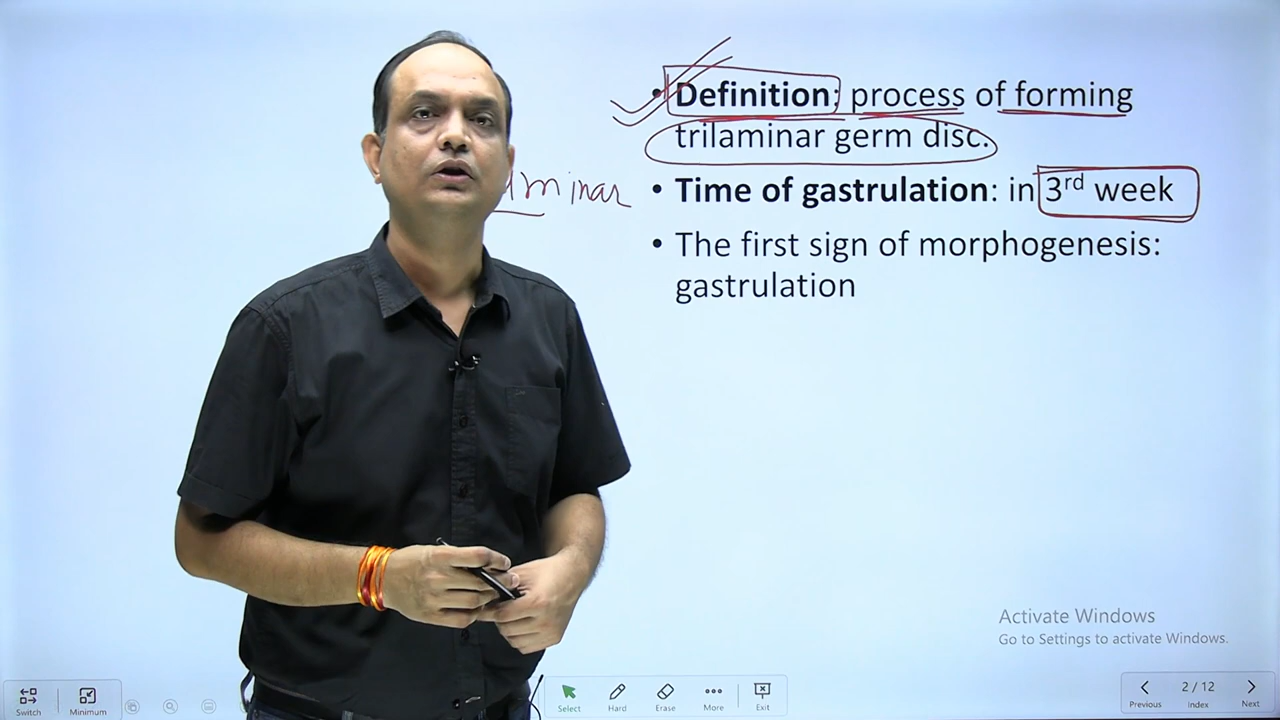 • Definition: process of forming
trilaminar germ disc.
• Time of gastrulation: in 3rd week
• The first sign of morphogenesis:
gastrulation
Activate Windows
Go to Settings to activate Windows.
Switch
Minimum
Select
Hard
Erase
More
Exit
Previous
2 / 12
Index
Next